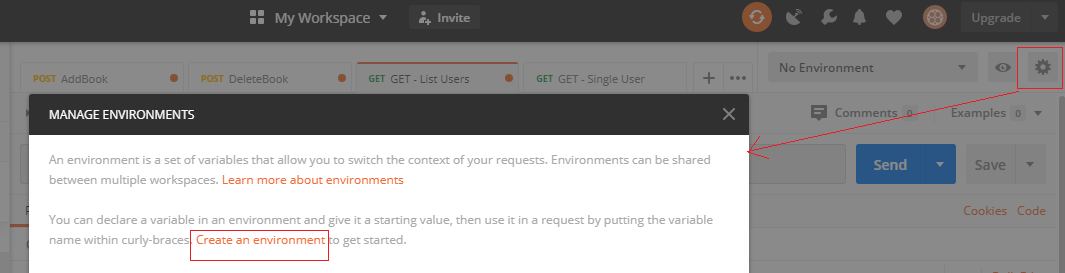 My Workspace Invite Upgrade
POST AddBook POST DeleteBook GET GET - List Users GET GET - Single User No Environment
MANAGE ENVIRONMENTS
Comments 0 Examples 0
An environment is a set of variables that allow you to switch the context of your requests. Environments can be shared
between multiple workspaces. Learn more about environments
Send Save
You can declare a variable in an environment and give it a starting value, then use it in a request by putting the variable
name within curly-braces. Create an environment to get started.
Cookies Code